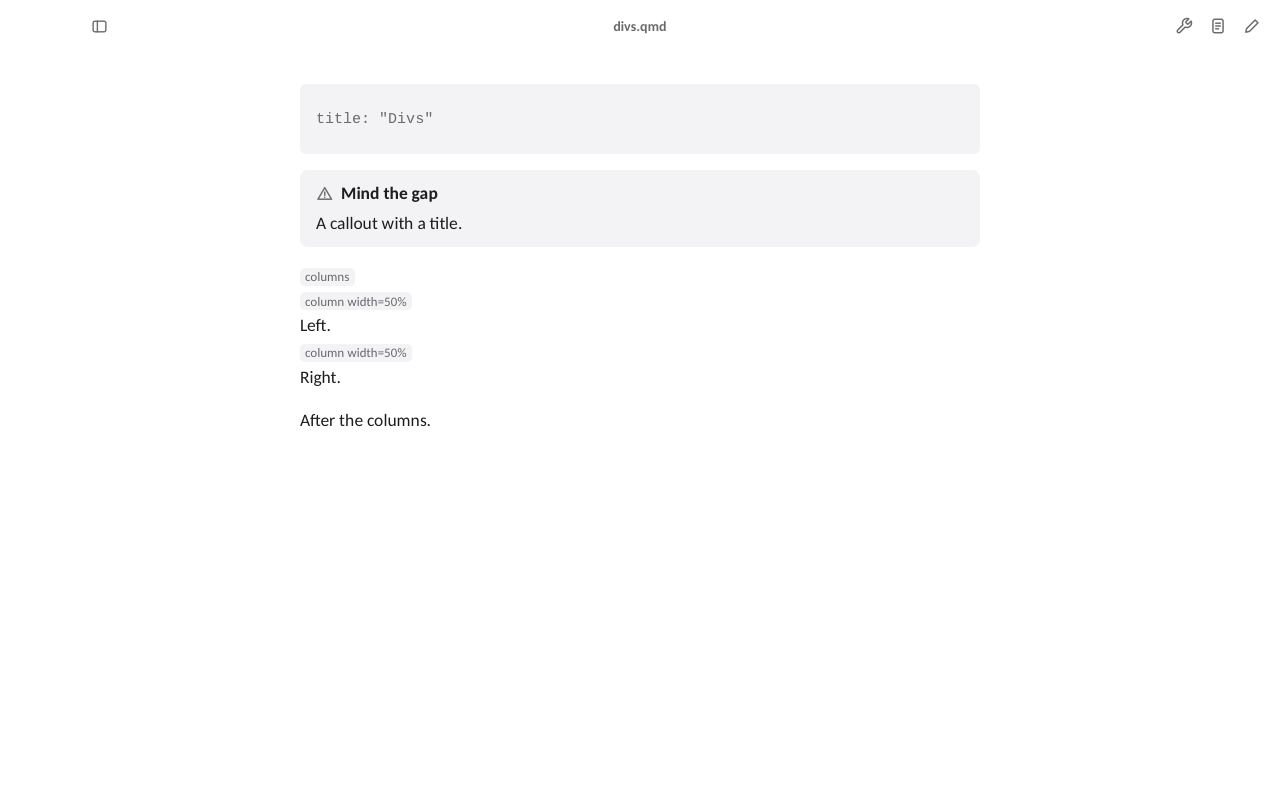 divs.qmd
title: "Divs"
Mind the gap
A callout with a title.
columns
column width=50%
Left.
column width=50%
Right.
After the columns.